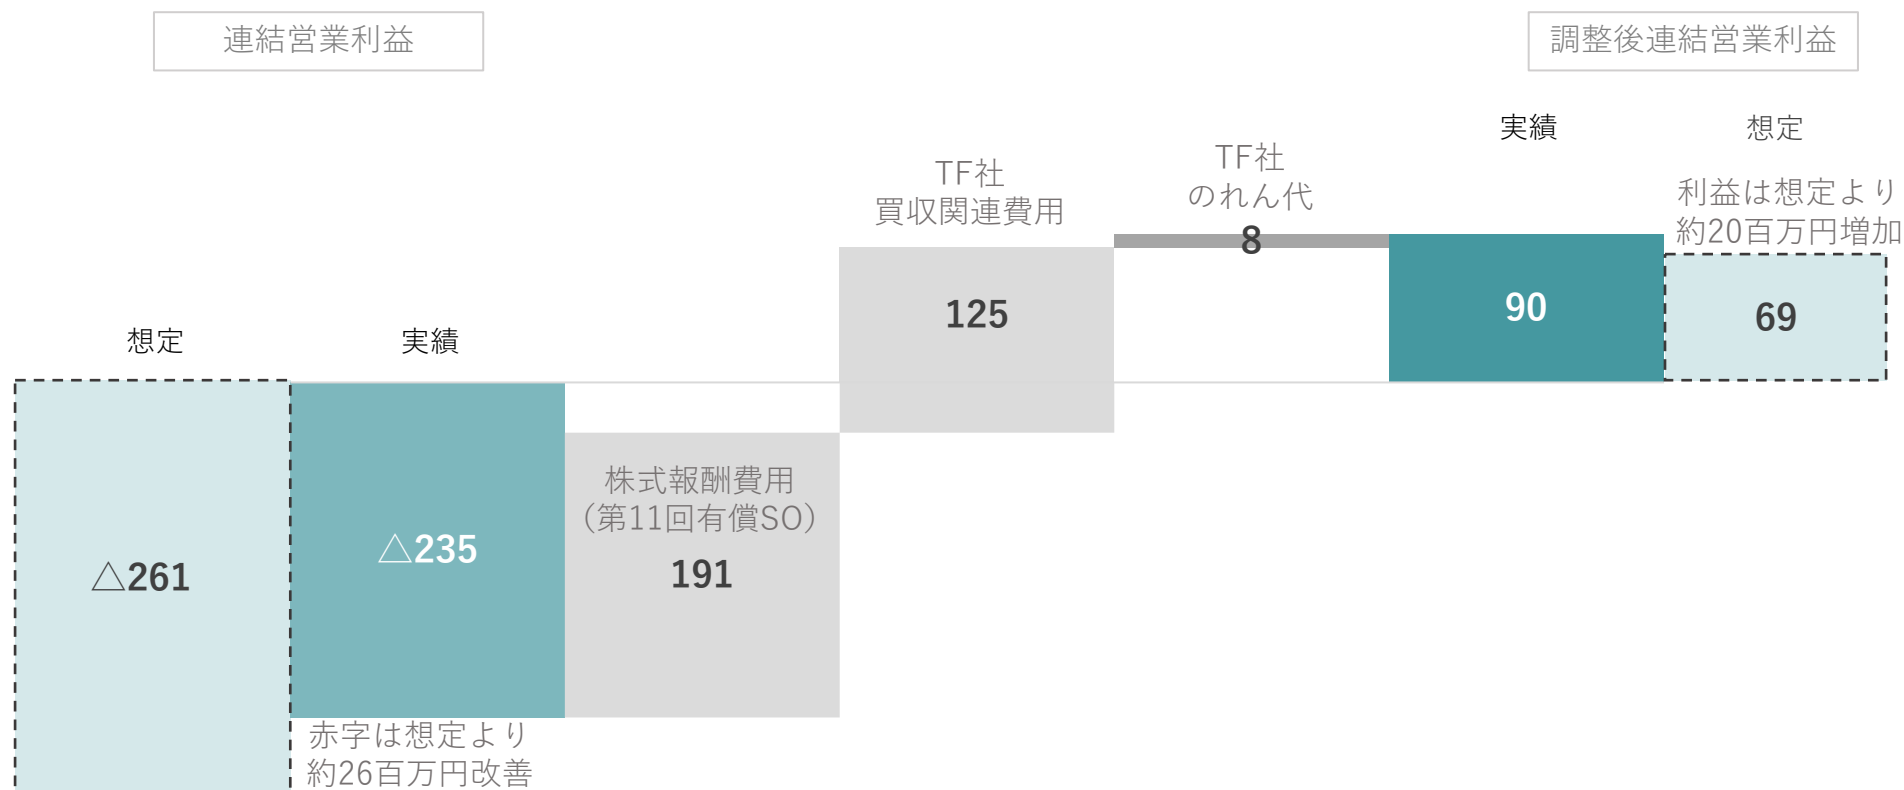 連結営業利益
調整後連結営業利益
実績
想定
TF社
買収関連費用
TF社
のれん代
8
利益は想定より
約20百万円増加
125
90
69
想定
実績
△261
△235
株式報酬費用
（第11回有償SO）
191
赤字は想定より
約26百万円改善